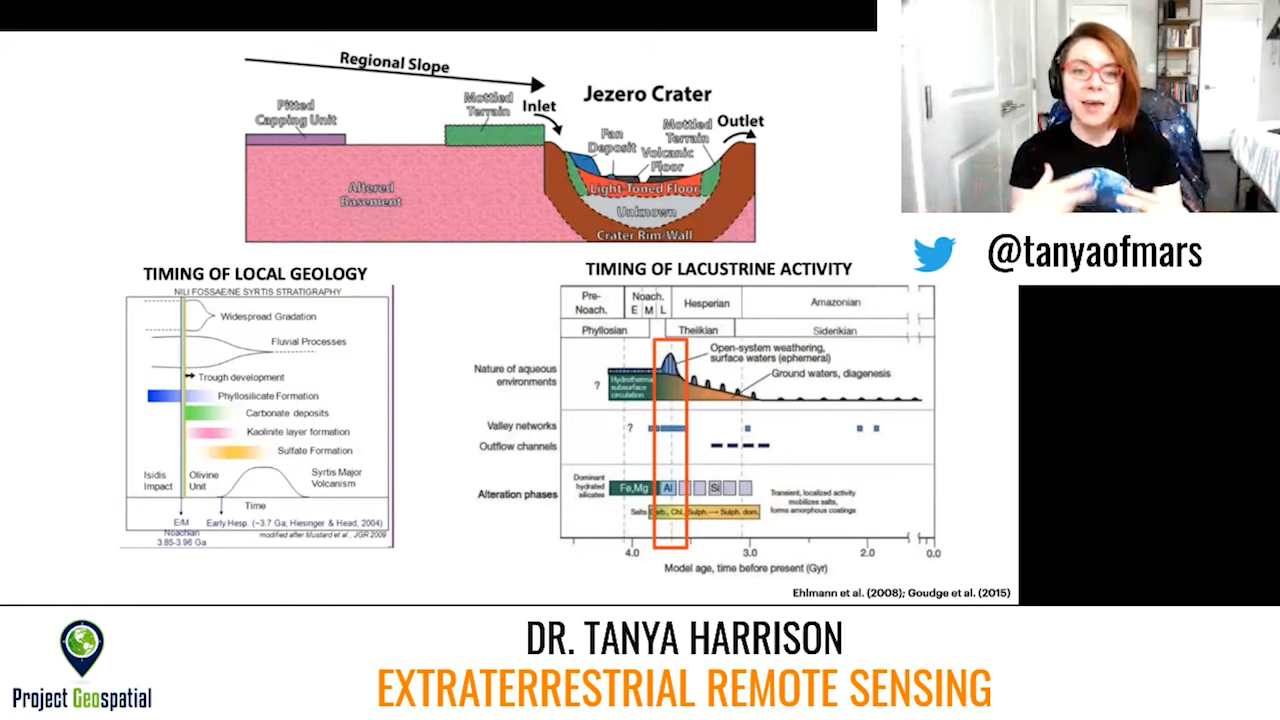 Regional Slope
Pitted
Capping Unit
Mottled
Terrain
Inlet
Jezero Crater
Fan
Deposit
Mottled
Terrain
Volcanic
Floor
Outlet
Light-Toned Floor
Altered
Basement
Unknown
Crater Rim/Wall
@tanyaofmars
TIMING OF LOCAL GEOLOGY
NILI FOSSAE/NE SYRTIS STRATIGRAPHY
Widespread Gradation
Fluvial Processes
Trough development
Phyllosilicate Formation
Carbonate deposits
Kaolinite layer formation
Sulfate Formation
Isidis
Impact
Olivine
Unit
Syrtis Major
Volcanism
Time
E/M
Noachian
3.85-3.96 Ga
Early Hesp. (~3.7 Ga; Hiesinger & Head, 2004)
modified after Mustard et al., JGR 2009
TIMING OF LACUSTRINE ACTIVITY
Pre-
Noach.
Noach.
E M L
Hesperian
Amazonian
Phyllosian
Theiikian
Siderikian
Open-system weathering,
surface waters (ephemeral)
Ground waters, diagenesis
Nature of aqueous
environments
?
Hydrotherma
subsurface
circulation
Valley networks
?
Outflow channels
Alteration phases
Dominant
hydrated
silicates
Fe,Mg
Al
Si
Salts
Carb., Chl.
Sulph.→ Sulph. dom.
Transient, localized activity
mobilizes salts,
forms amorphous coatings
4.0 3.0 2.0 0.0
Model age, time before present (Gyr)
Ehlmann et al. (2008); Goudge et al. (2015)
Project Geospatial
DR. TANYA HARRISON
EXTRATERRESTRIAL REMOTE SENSING